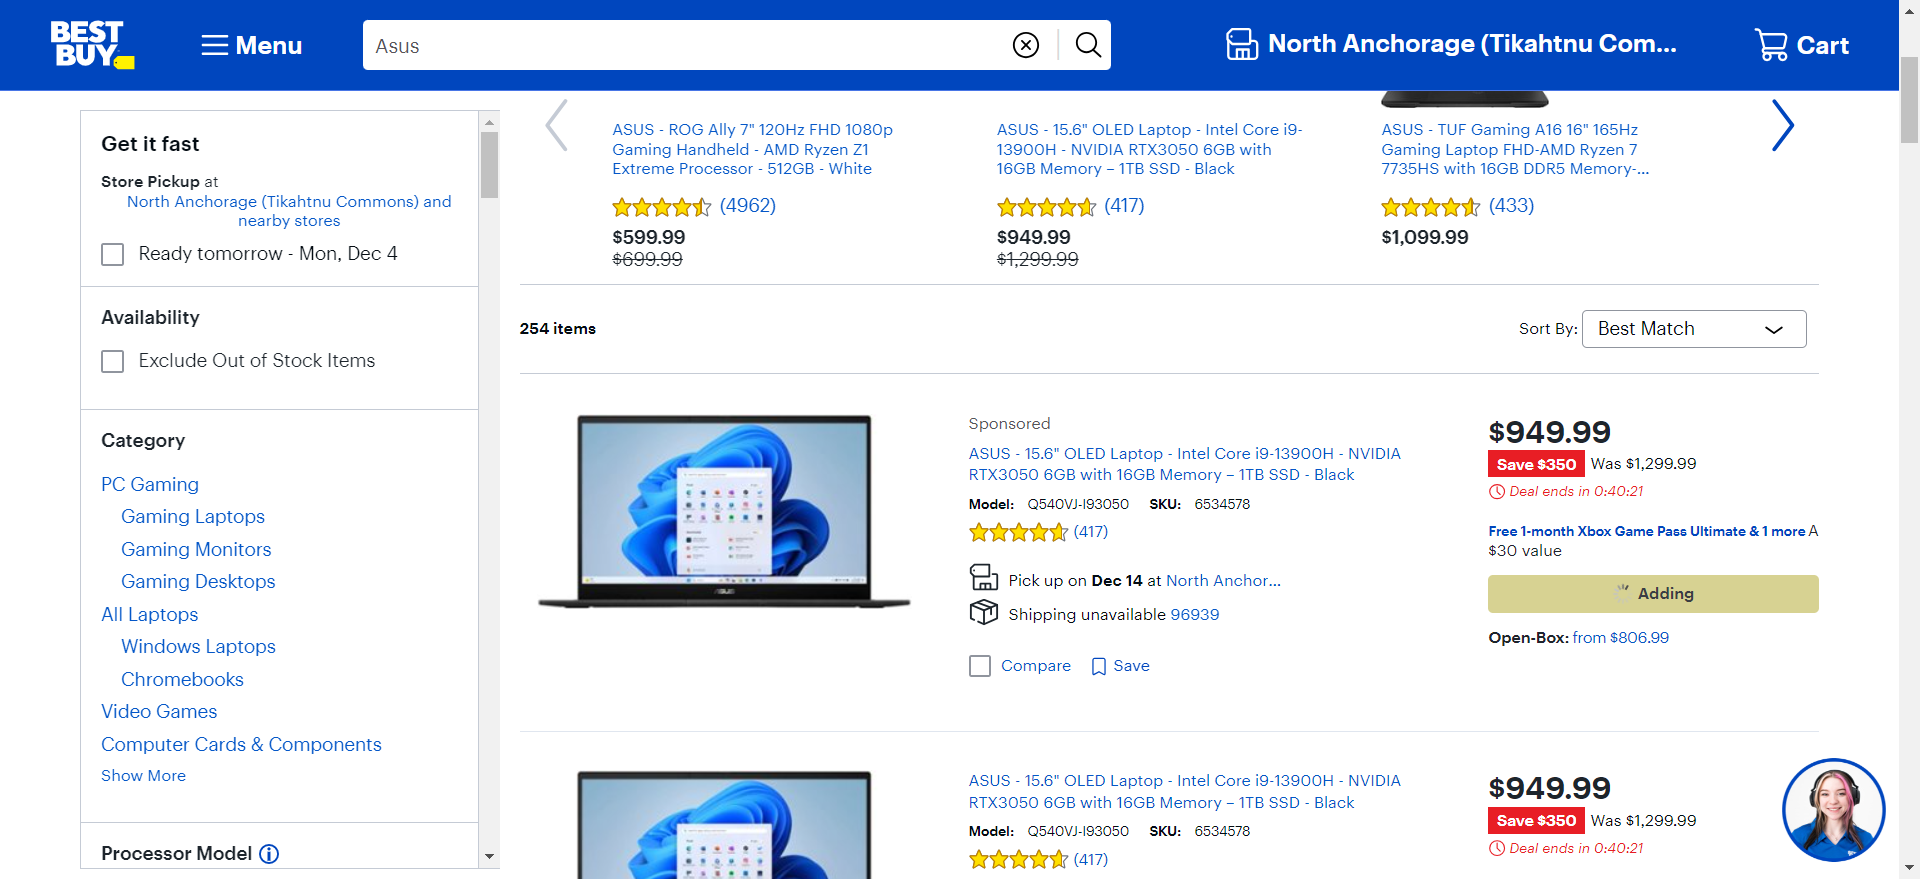 BEST BUY
Menu
Asus
North Anchorage (Tikahtnu Com...
Cart
Get it fast
Store Pickup at
North Anchorage (Tikahtnu Commons) and
nearby stores
Ready tomorrow - Mon, Dec 4
Availability
Exclude Out of Stock Items
Category
PC Gaming
Gaming Laptops
Gaming Monitors
Gaming Desktops
All Laptops
Windows Laptops
Chromebooks
Video Games
Computer Cards & Components
Show More
Processor Model
ASUS - ROG Ally 7" 120Hz FHD 1080p
Gaming Handheld - AMD Ryzen Z1
Extreme Processor - 512GB - White
(4962)
$599.99
$699.99
ASUS - 15.6" OLED Laptop - Intel Core i9-
13900H - NVIDIA RTX3050 6GB with
16GB Memory – 1TB SSD - Black
(417)
$949.99
$1,299.99
ASUS - TUF Gaming A16 16" 165Hz
Gaming Laptop FHD-AMD Ryzen 7
7735HS with 16GB DDR5 Memory-...
(433)
$1,099.99
254 items
Sort By: Best Match
Sponsored
ASUS - 15.6" OLED Laptop - Intel Core i9-13900H - NVIDIA
RTX3050 6GB with 16GB Memory – 1TB SSD - Black
Model: Q540VJ-I93050 SKU: 6534578
(417)
Pick up on Dec 14 at North Anchor...
Shipping unavailable 96939
Compare
Save
$949.99
Save $350 Was $1,299.99
Deal ends in 0:40:21
Free 1-month Xbox Game Pass Ultimate & 1 more A
$30 value
Adding
Open-Box: from $806.99
ASUS
ASUS - 15.6" OLED Laptop - Intel Core i9-13900H - NVIDIA
RTX3050 6GB with 16GB Memory – 1TB SSD - Black
Model: Q540VJ-I93050 SKU: 6534578
(417)
$949.99
Save $350 Was $1,299.99
Deal ends in 0:40:21